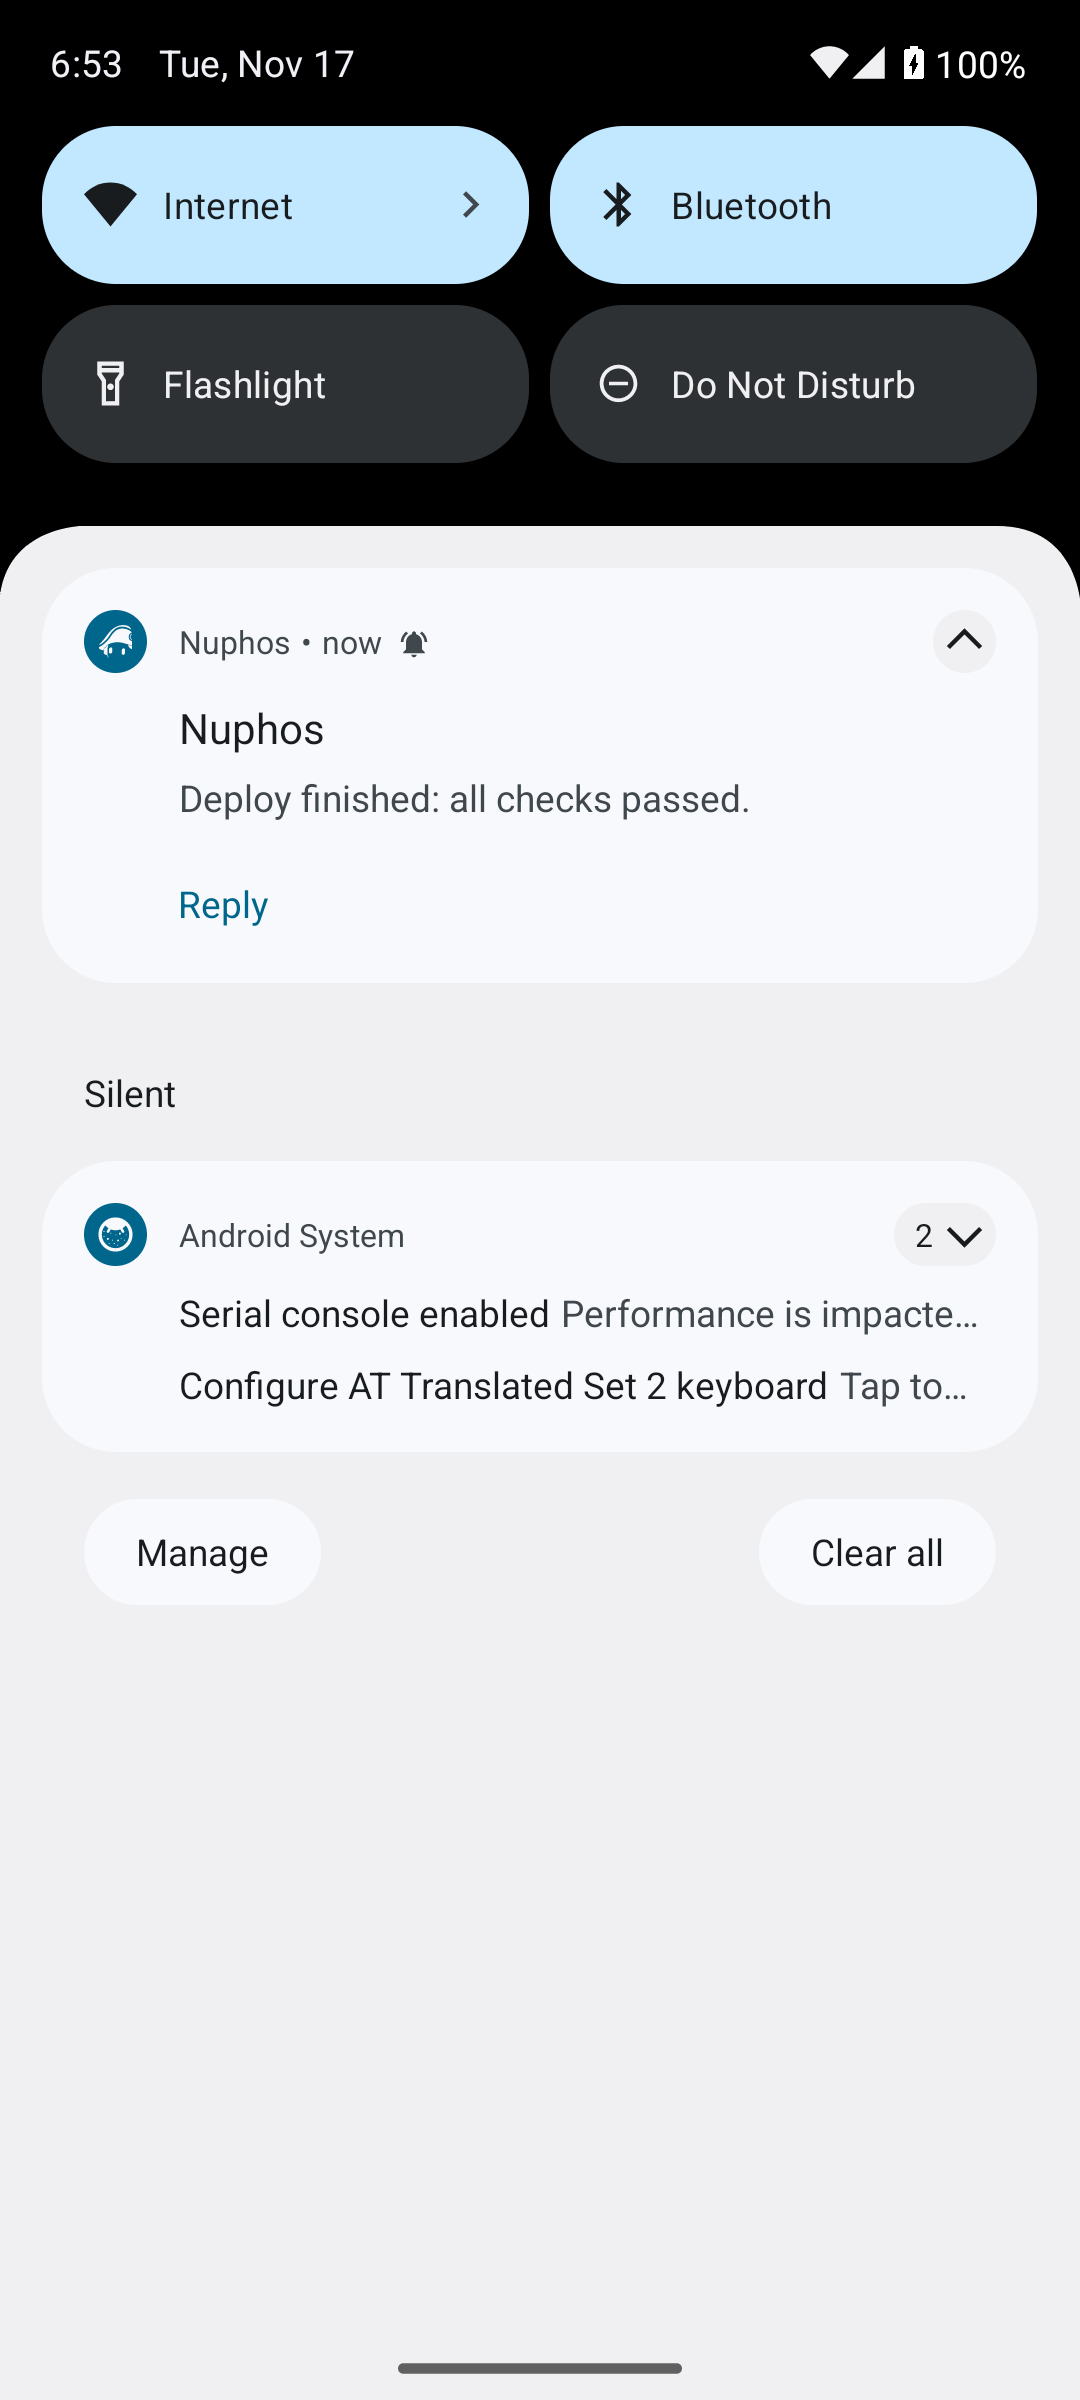 6:53 Tue, Nov 17 100%
Internet Bluetooth
Flashlight Do Not Disturb
Nuphos • now
Nuphos
Deploy finished: all checks passed.
Reply
Silent
Android System 2
Serial console enabled Performance is impacte…
Configure AT Translated Set 2 keyboard Tap to…
Manage Clear all